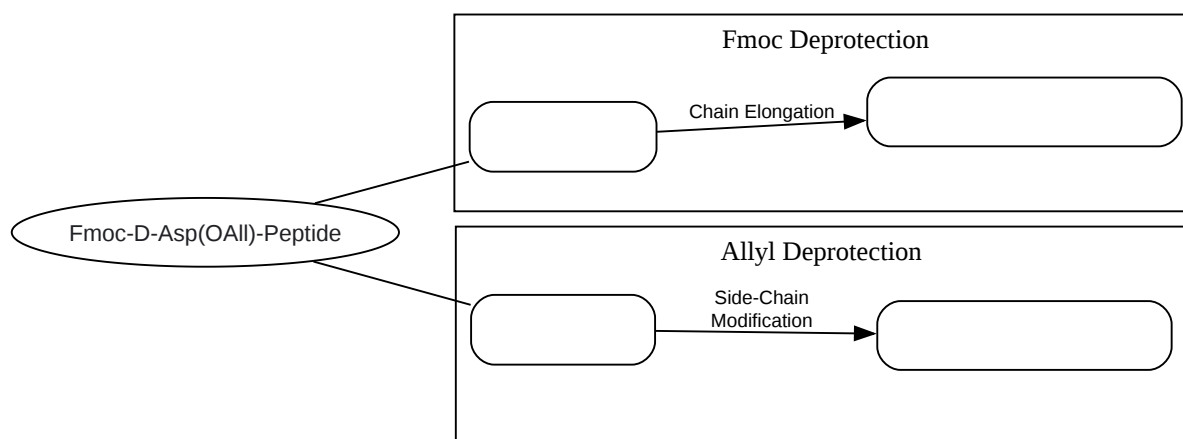 Fmoc Deprotection
Chain Elongation
Fmoc-D-Asp(OAll)-Peptide
Allyl Deprotection
Side-Chain
Modification